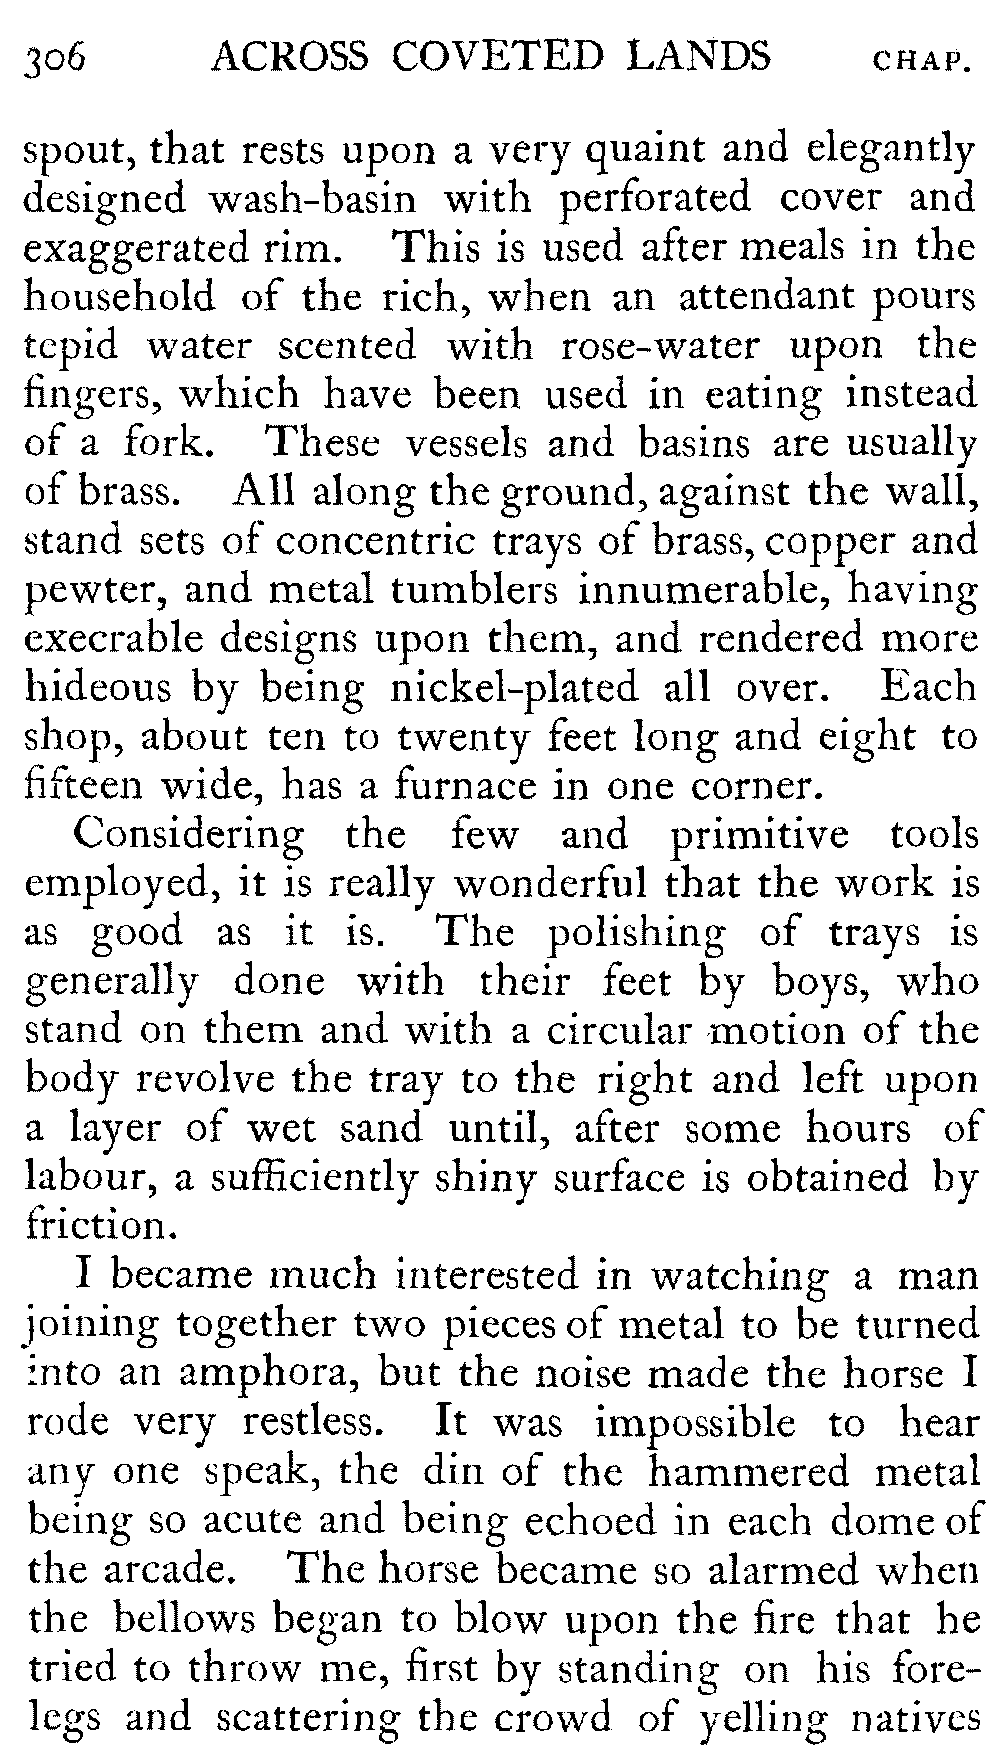 306 ACROSS COVETED LANDS CHAP.
spout, that rests upon a very quaint and elegantly
designed wash-basin with perforated cover and
exaggerated rim. This is used after meals in the
household of the rich, when an attendant pours
tepid water scented with rose-water upon the
fingers, which have been used in eating instead
of a fork. These vessels and basins are usually
of brass. All along the ground, against the wall,
stand sets of concentric trays of brass, copper and
pewter, and metal tumblers innumerable, having
execrable designs upon them, and rendered more
hideous by being nickel-plated all over. Each
shop, about ten to twenty feet long and eight to
fifteen wide, has a furnace in one corner.
Considering the few and primitive tools
employed, it is really wonderful that the work is
as good as it is. The polishing of trays is
generally done with their feet by boys, who
stand on them and with a circular motion of the
body revolve the tray to the right and left upon
a layer of wet sand until, after some hours of
labour, a sufficiently shiny surface is obtained by
friction.
I became much interested in watching a man
joining together two pieces of metal to be turned
into an amphora, but the noise made the horse I
rode very restless. It was impossible to hear
any one speak, the din of the hammered metal
being so acute and being echoed in each dome of
the arcade. The horse became so alarmed when
the bellows began to blow upon the fire that he
tried to throw me, first by standing on his fore-
legs and scattering the crowd of yelling natives